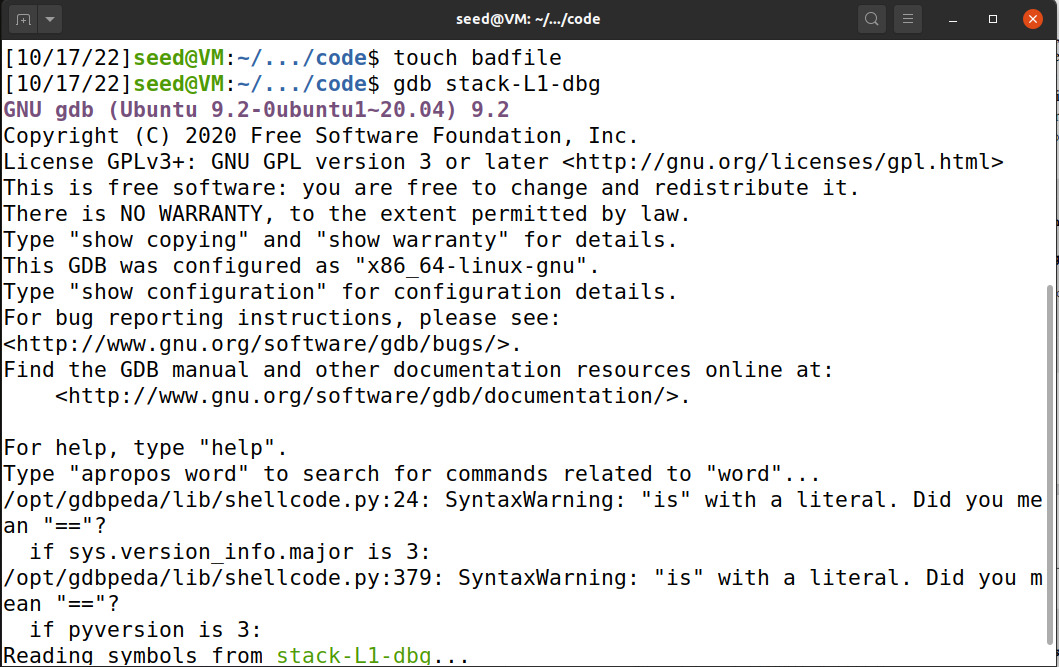 seed@VM: ~/.../code
[10/17/22]seed@VM:~/.../code$ touch badfile
[10/17/22]seed@VM:~/.../code$ gdb stack-L1-dbg
GNU gdb (Ubuntu 9.2-0ubuntu1~20.04) 9.2
Copyright (C) 2020 Free Software Foundation, Inc.
License GPLv3+: GNU GPL version 3 or later <http://gnu.org/licenses/gpl.html>
This is free software: you are free to change and redistribute it.
There is NO WARRANTY, to the extent permitted by law.
Type "show copying" and "show warranty" for details.
This GDB was configured as "x86_64-linux-gnu".
Type "show configuration" for configuration details.
For bug reporting instructions, please see:
<http://www.gnu.org/software/gdb/bugs/>.
Find the GDB manual and other documentation resources online at:
    <http://www.gnu.org/software/gdb/documentation/>.

For help, type "help".
Type "apropos word" to search for commands related to "word"...
/opt/gdbpeda/lib/shellcode.py:24: SyntaxWarning: "is" with a literal. Did you me
an "=="?
  if sys.version_info.major is 3:
/opt/gdbpeda/lib/shellcode.py:379: SyntaxWarning: "is" with a literal. Did you m
ean "=="?
  if pyversion is 3:
Reading symbols from stack-L1-dbg...